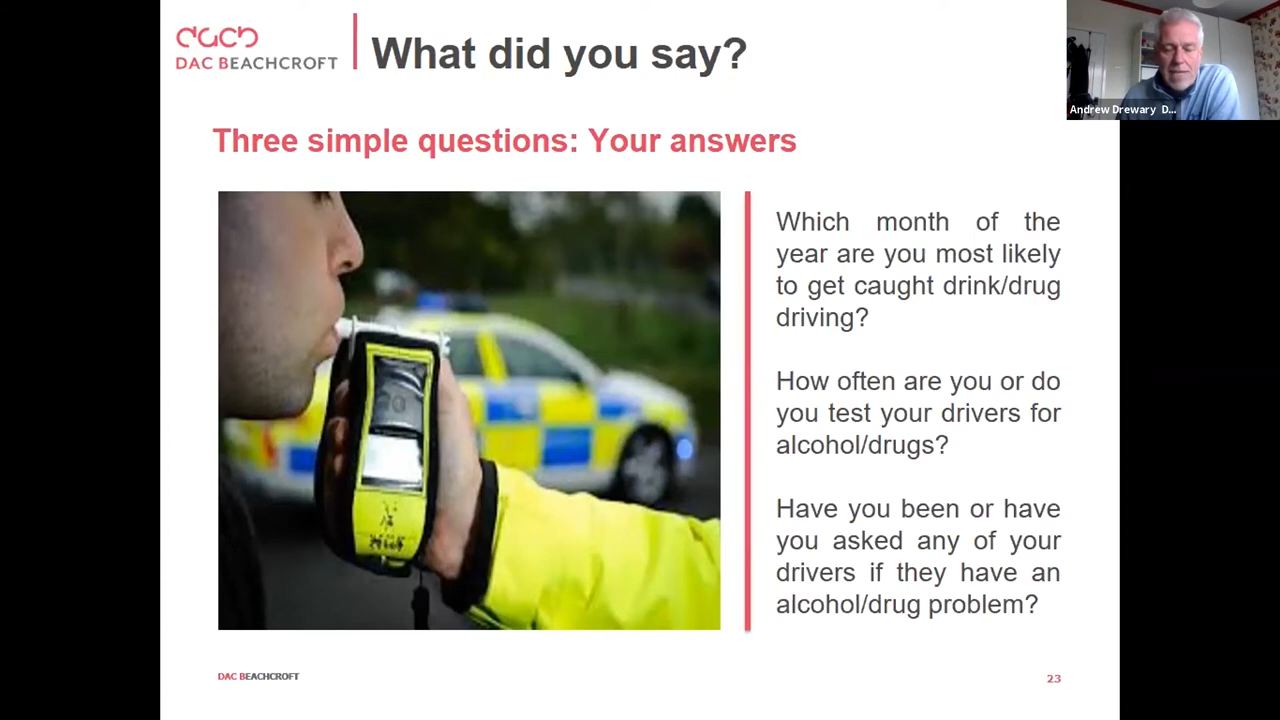 DAC BEACHCROFT
What did you say?
Andrew Drewary D...
Three simple questions: Your answers
Which month of the
year are you most likely
to get caught drink/drug
driving?
How often are you or do
you test your drivers for
alcohol/drugs?
Have you been or have
you asked any of your
drivers if they have an
alcohol/drug problem?
DAC BEACHCROFT
23